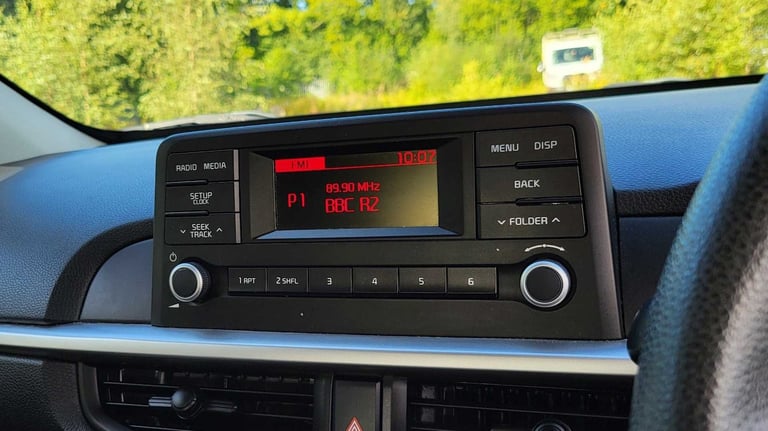 RADIO MEDIA
SETUP
CLOCK
SEEK
TRACK
FM1 10:07
89.90 MHz
P1 BBC R2
MENU DISP
BACK
FOLDER
1 RPT 2 SHFL 3 4 5 6